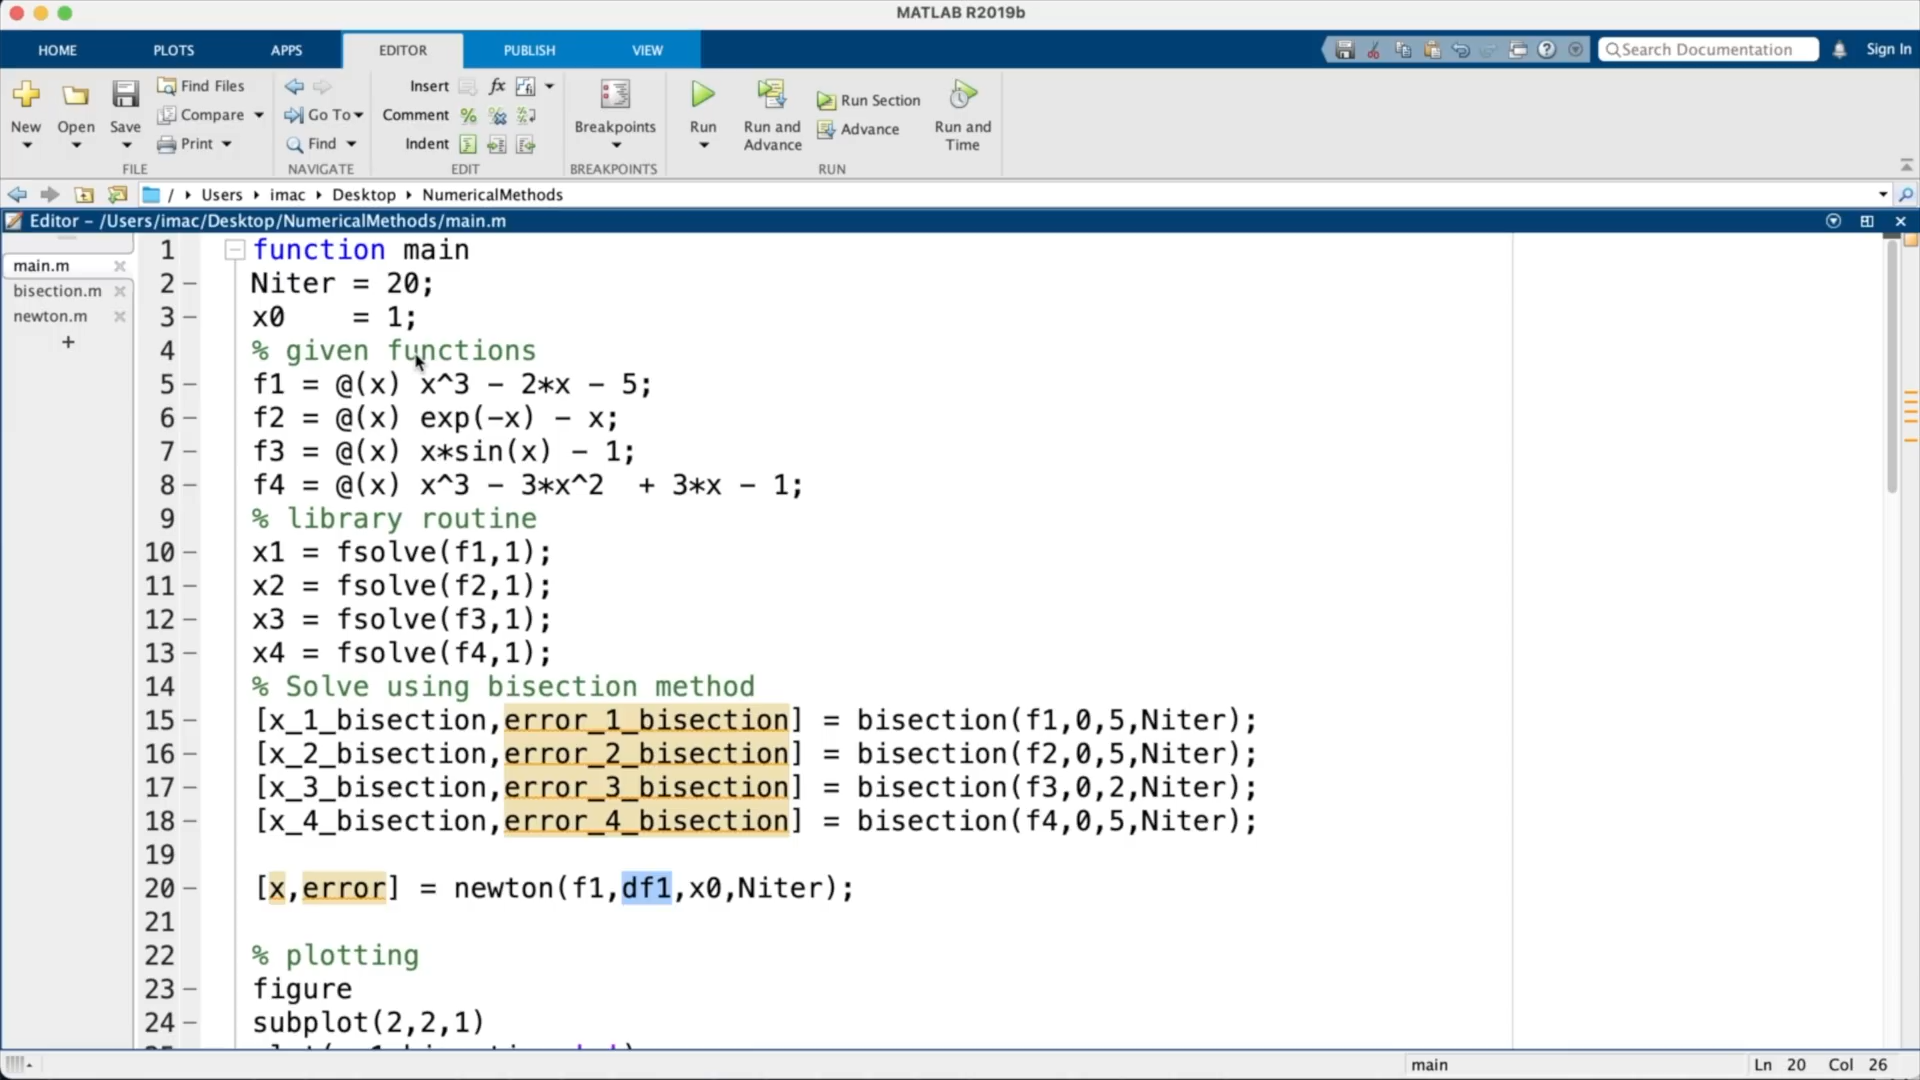 MATLAB R2019b
HOME PLOTS APPS EDITOR PUBLISH VIEW Search Documentation Sign In
New Open Save Find Files Compare Print
Go To Find
Insert fx Comment % Indent
Breakpoints
Run Run and Advance Run Section Advance Run and Time
FILE NAVIGATE EDIT BREAKPOINTS RUN
/ Users imac Desktop NumericalMethods
Editor – /Users/imac/Desktop/NumericalMethods/main.m
main.m
bisection.m
newton.m
+
1 function main
2 – Niter = 20;
3 – x0    = 1;
4 % given functions
5 – f1 = @(x) x^3 – 2*x – 5;
6 – f2 = @(x) exp(–x) – x;
7 – f3 = @(x) x*sin(x) – 1;
8 – f4 = @(x) x^3 – 3*x^2  + 3*x – 1;
9 % library routine
10 – x1 = fsolve(f1,1);
11 – x2 = fsolve(f2,1);
12 – x3 = fsolve(f3,1);
13 – x4 = fsolve(f4,1);
14 % Solve using bisection method
15 – [x_1_bisection,error_1_bisection] = bisection(f1,0,5,Niter);
16 – [x_2_bisection,error_2_bisection] = bisection(f2,0,5,Niter);
17 – [x_3_bisection,error_3_bisection] = bisection(f3,0,2,Niter);
18 – [x_4_bisection,error_4_bisection] = bisection(f4,0,5,Niter);
19
20 – [x,error] = newton(f1,df1,x0,Niter);
21
22 % plotting
23 – figure
24 – subplot(2,2,1)
main Ln 20 Col 26